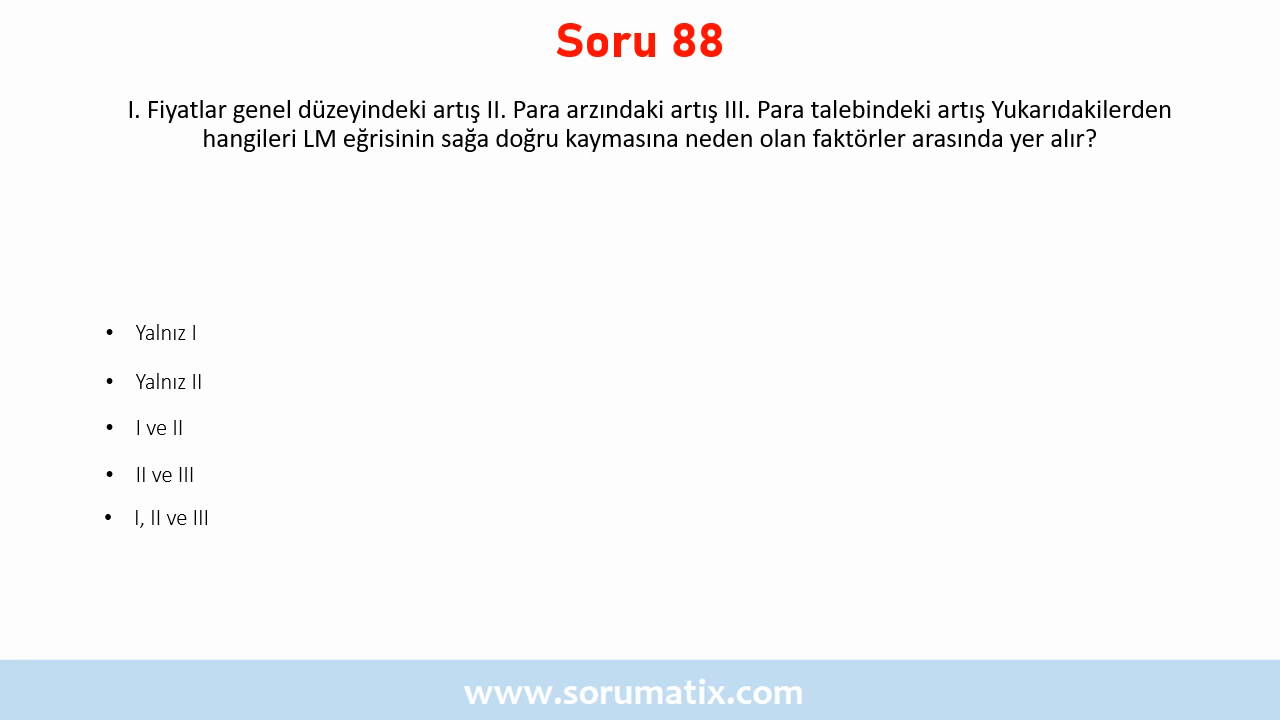 Soru 88
I. Fiyatlar genel düzeyindeki artış II. Para arzındaki artış III. Para talebindeki artış Yukarıdakilerden
hangileri LM eğrisinin sağa doğru kaymasına neden olan faktörler arasında yer alır?
• Yalnız I
• Yalnız II
• I ve II
• II ve III
• I, II ve III
www.sorumatix.com